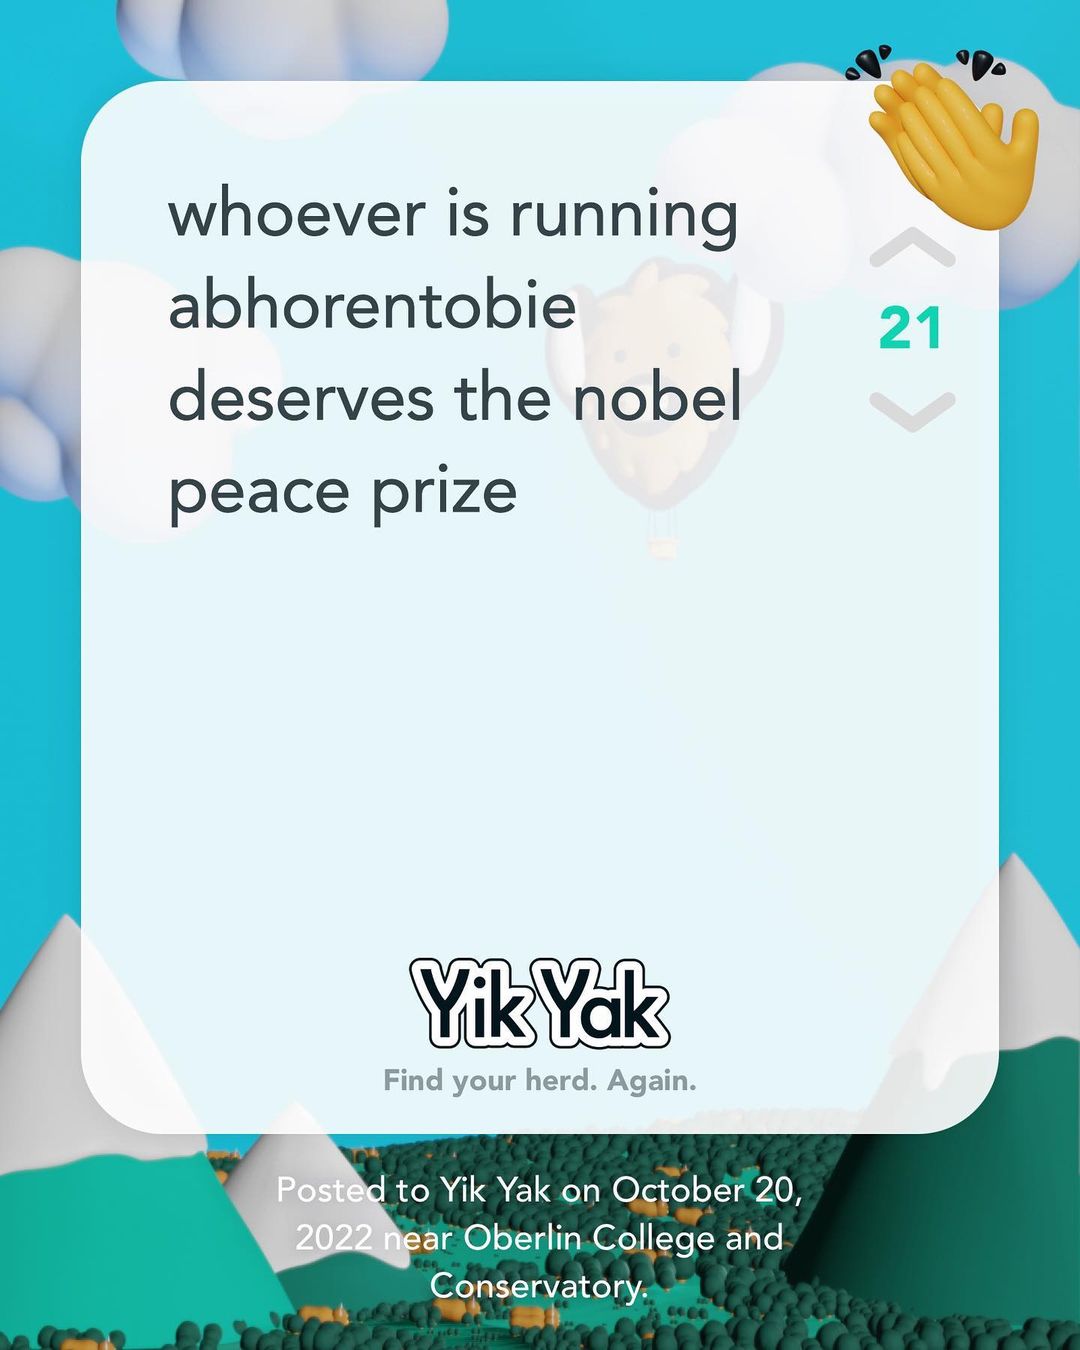 whoever is running
abhorentobie
deserves the nobel
peace prize
21
Yik Yak
Find your herd. Again.
Posted to Yik Yak on October 20,
2022 near Oberlin College and
Conservatory.